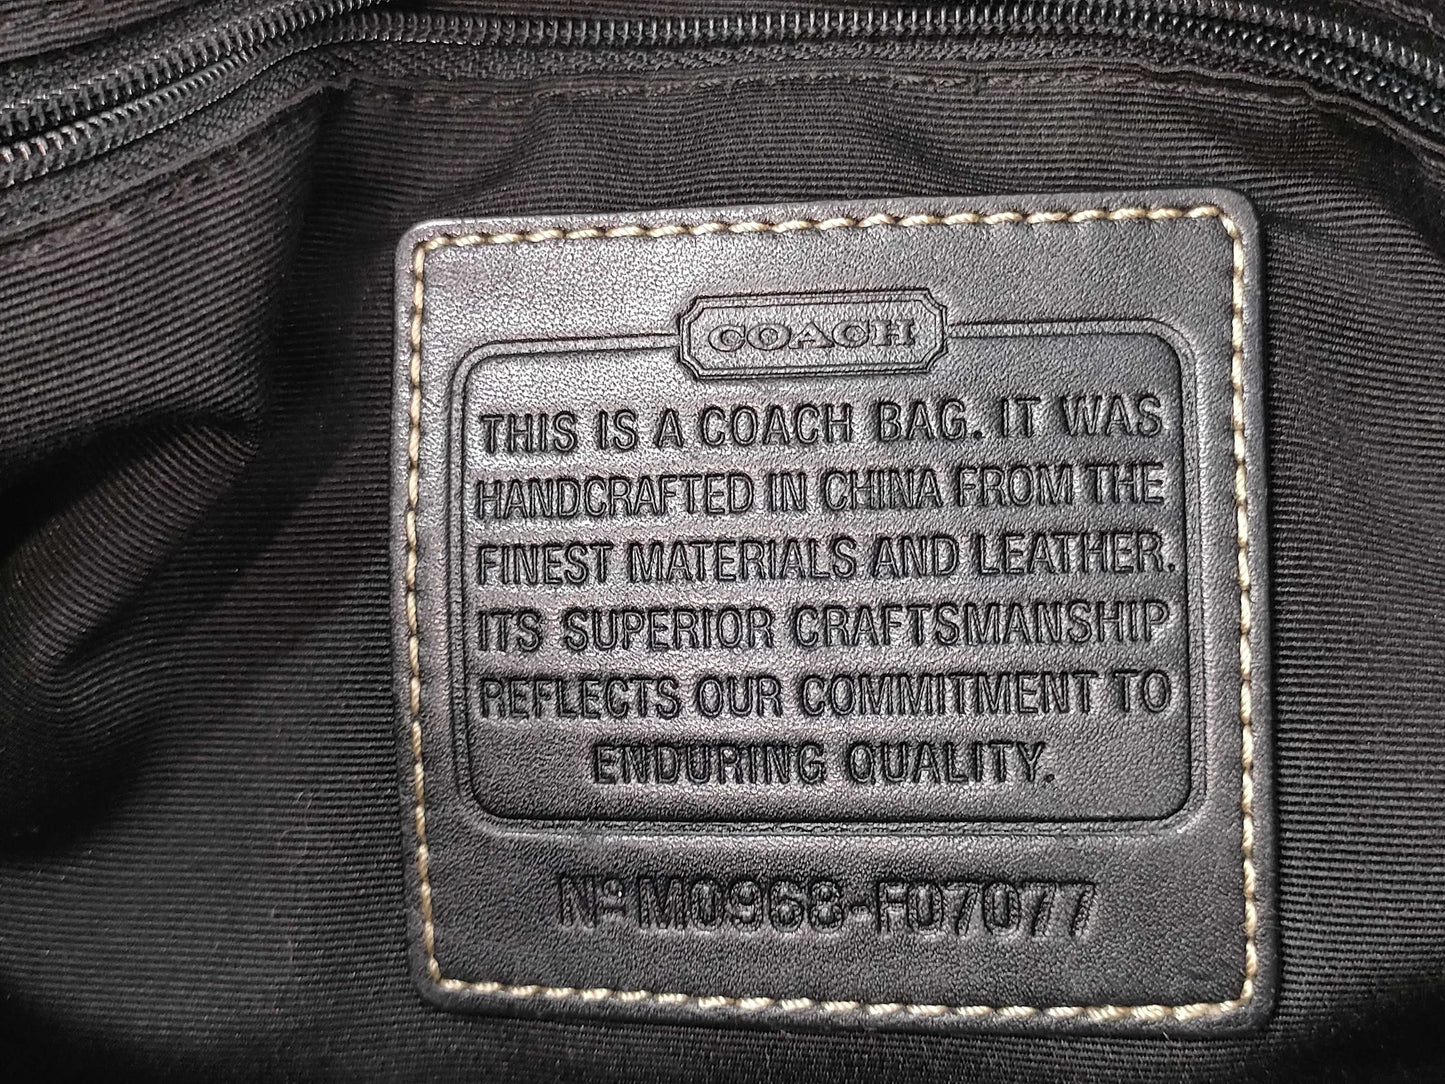 COACH
THIS IS A COACH BAG. IT WAS
HANDCRAFTED IN CHINA FROM THE
FINEST MATERIALS AND LEATHER.
ITS SUPERIOR CRAFTSMANSHIP
REFLECTS OUR COMMITMENT TO
ENDURING QUALITY.
Nº M0968-F07077